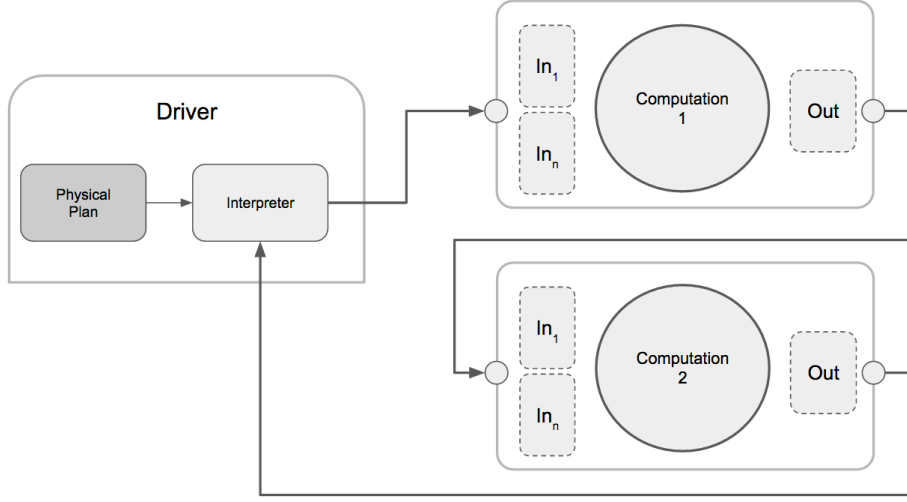 Driver
Physical
Plan
Interpreter
In₁
Inₙ
Computation
1
Out
In₁
Inₙ
Computation
2
Out